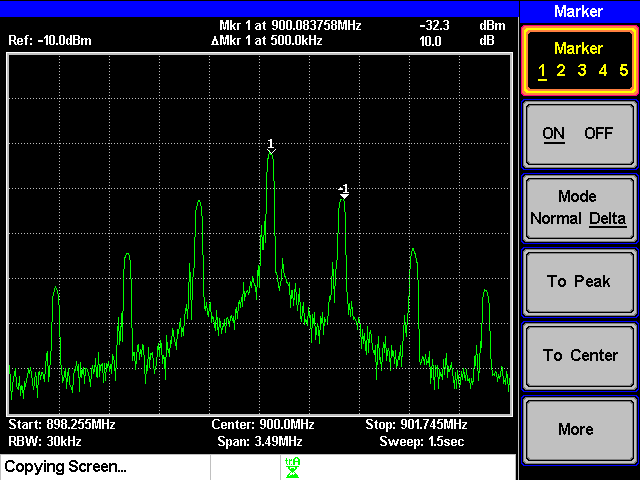 Marker
Mkr 1 at 900.083758MHz -32.3 dBm
Ref: -10.0dBm ΔMkr 1 at 500.0kHz 10.0 dB
Marker
1 2 3 4 5
ON OFF
Mode
Normal Delta
To Peak
To Center
More
1
1
Start: 898.255MHz Center: 900.0MHz Stop: 901.745MHz
RBW: 30kHz Span: 3.49MHz Sweep: 1.5sec
Copying Screen... trA